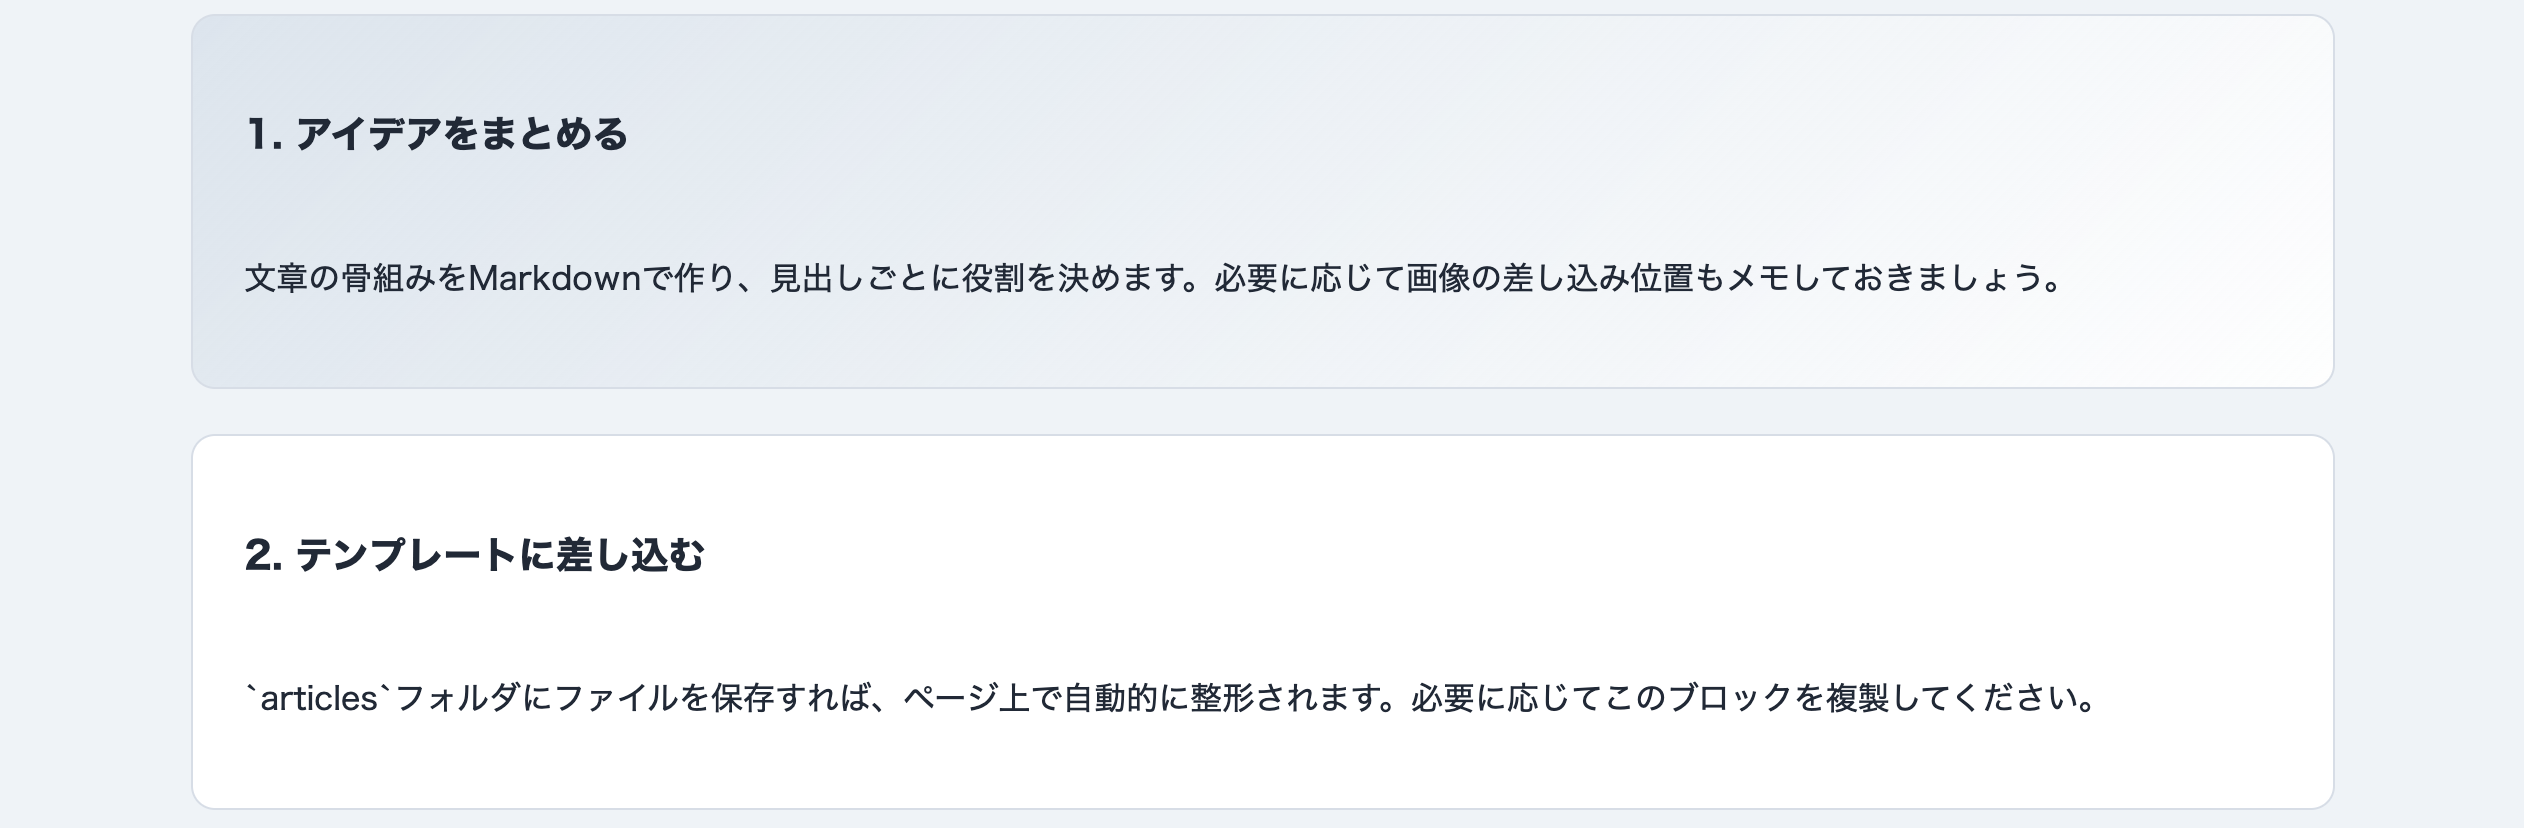 1. アイデアをまとめる
文章の骨組みをMarkdownで作り、見出しごとに役割を決めます。必要に応じて画像の差し込み位置もメモしておきましょう。
2. テンプレートに差し込む
`articles`フォルダにファイルを保存すれば、ページ上で自動的に整形されます。必要に応じてこのブロックを複製してください。